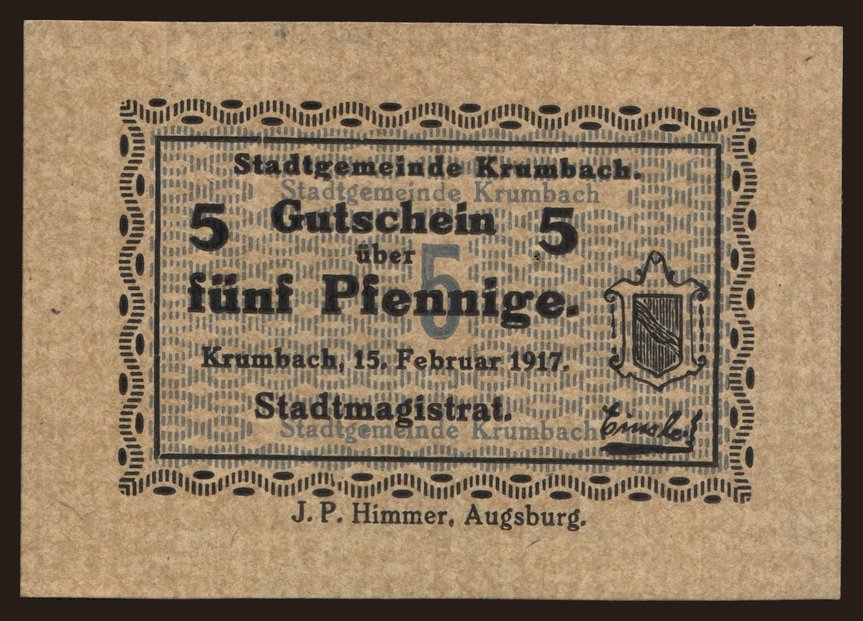 Stadtgemeinde Krumbach.
Stadtgemeinde Krumbach
5 Gutschein 5
über
5
fünf Pfennige.
Krumbach, 15. Februar 1917.
Stadtmagistrat.
Stadtgemeinde Krumbach
J. P. Himmer, Augsburg.